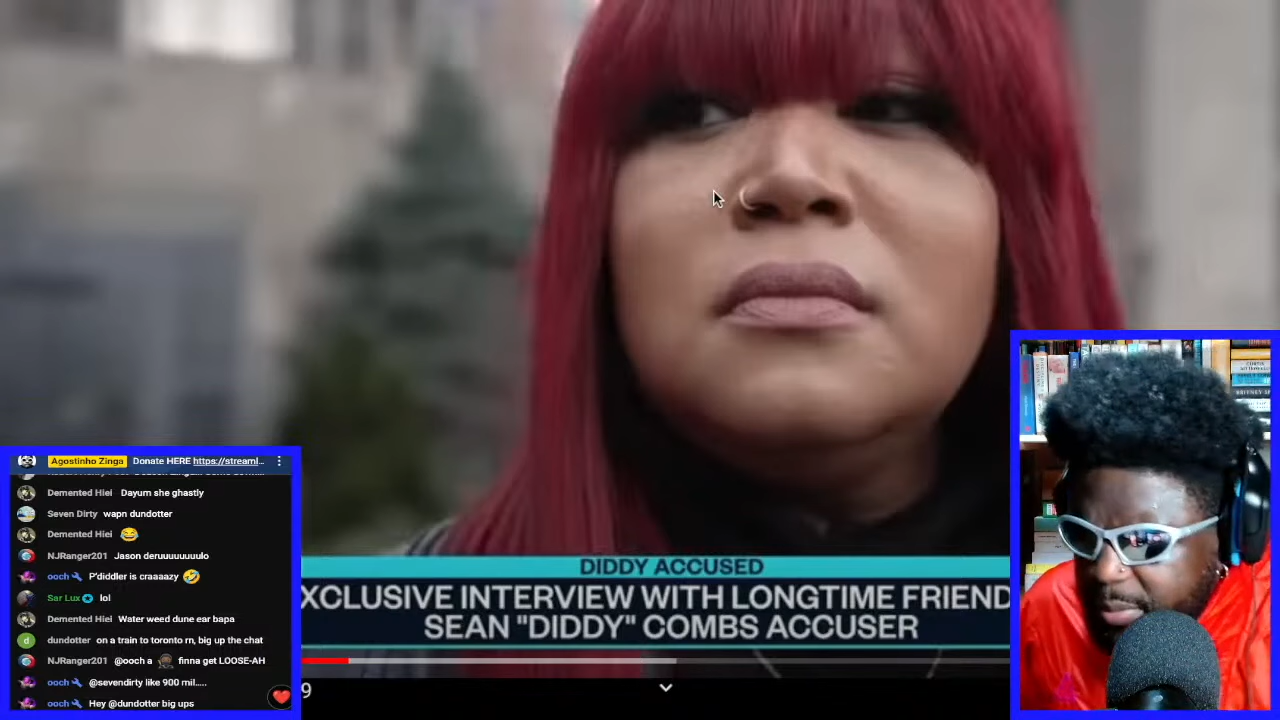 DIDDY ACCUSED
XCLUSIVE INTERVIEW WITH LONGTIME FRIEND
SEAN "DIDDY" COMBS ACCUSER
9
Agostinho Zinga Donate HERE https://streaml...
Demented Hiei Dayum she ghastly
Seven Dirty wapn dundotter
Demented Hiei 😂
NJRanger201 Jason deruuuuuuulo
ooch P'diddler is craaaazy 🤣
Sar Lux lol
Demented Hiei Water weed dune ear bapa
d dundotter on a train to toronto rn, big up the chat
NJRanger201 @ooch a finna get LOOSE-AH
ooch @sevendirty like 900 mil.....
ooch Hey @dundotter big ups